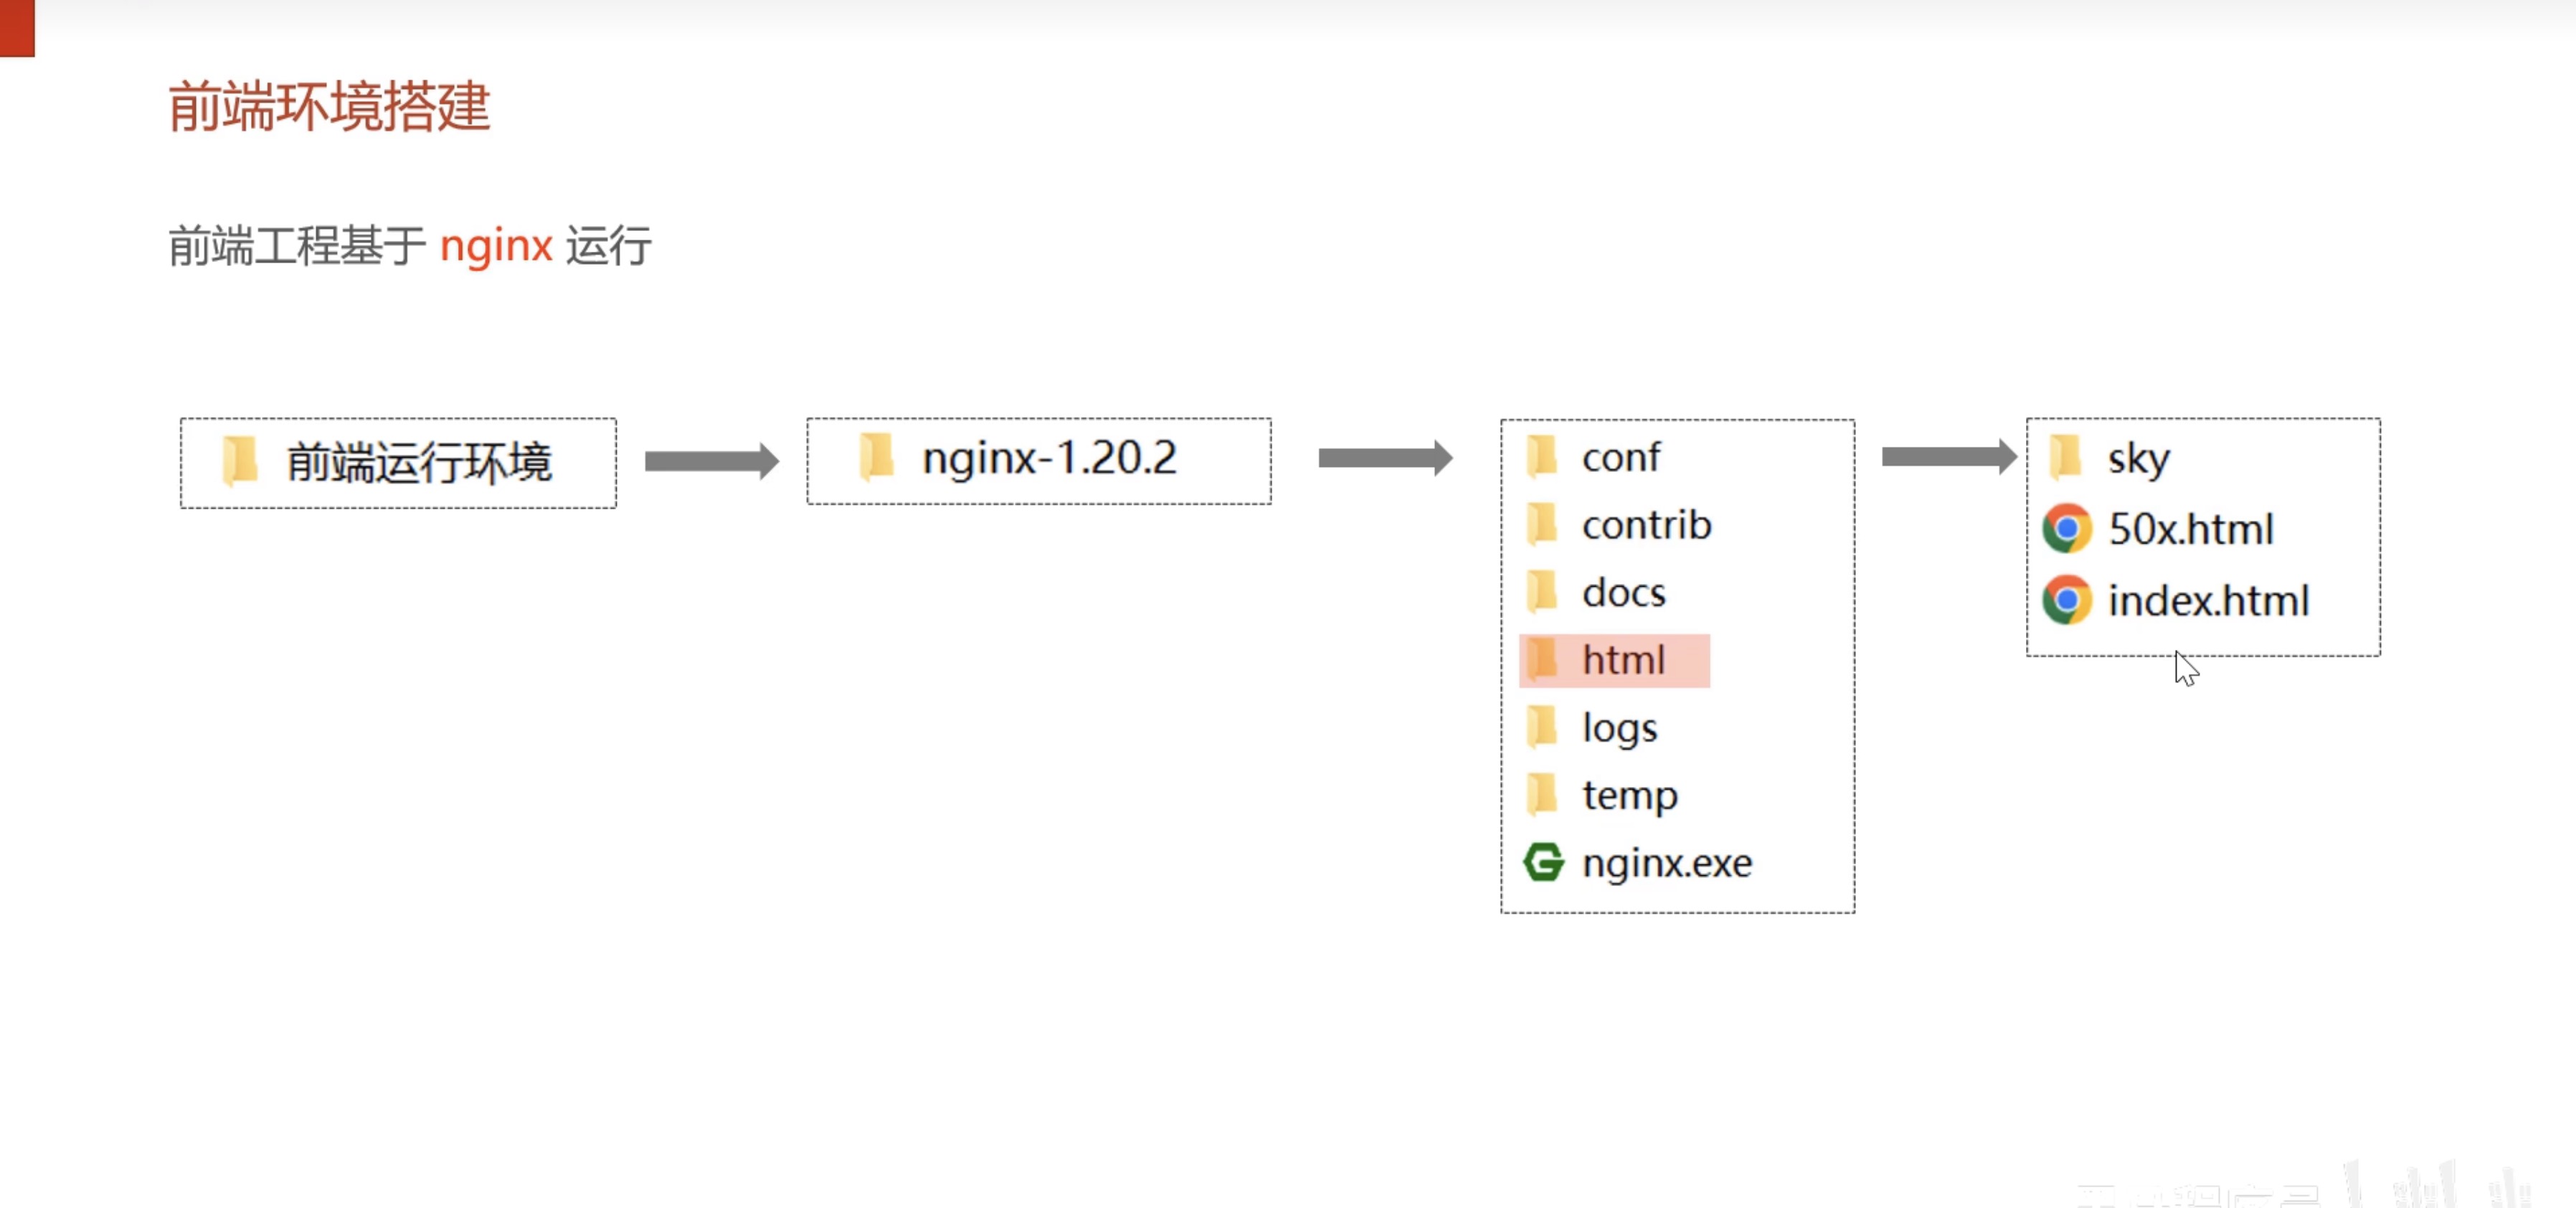 前端环境搭建
前端工程基于 nginx 运行
前端运行环境
nginx-1.20.2
conf
contrib
docs
html
logs
temp
nginx.exe
sky
50x.html
index.html